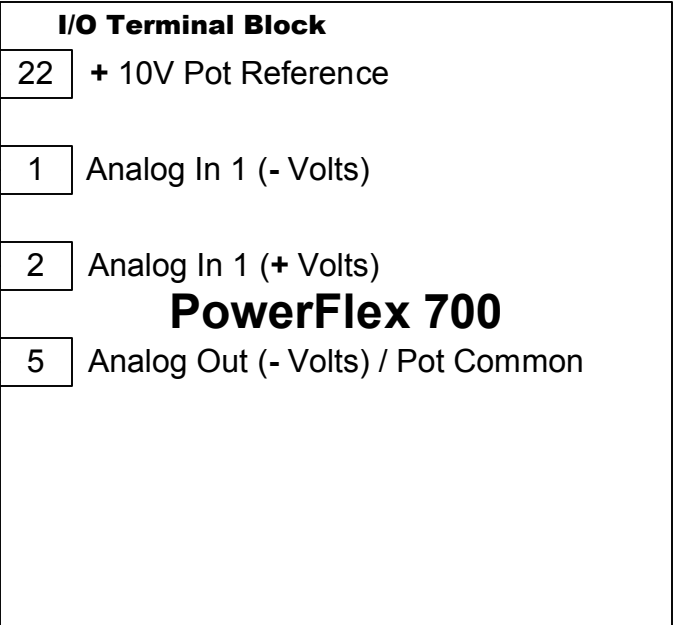 I/O Terminal Block
22 + 10V Pot Reference
1 Analog In 1 (- Volts)
2 Analog In 1 (+ Volts)
PowerFlex 700
5 Analog Out (- Volts) / Pot Common